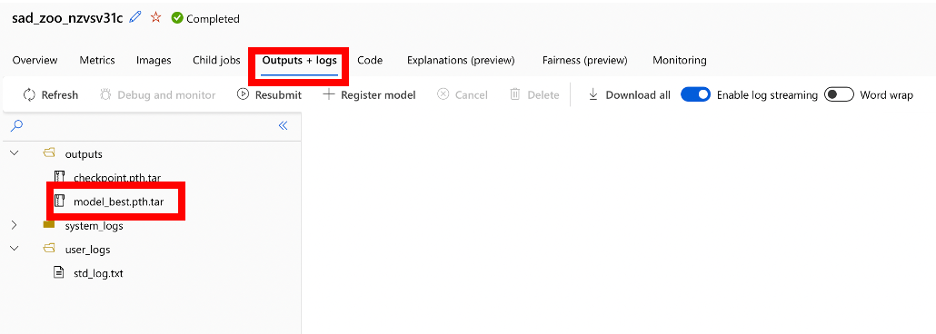 sad_zoo_nzvsv31c Completed
Overview Metrics Images Child jobs Outputs + logs Code Explanations (preview) Fairness (preview) Monitoring
Refresh Debug and monitor Resubmit Register model Cancel Delete Download all Enable log streaming Word wrap
outputs
checkpoint.pth.tar
model_best.pth.tar
system_logs
user_logs
std_log.txt